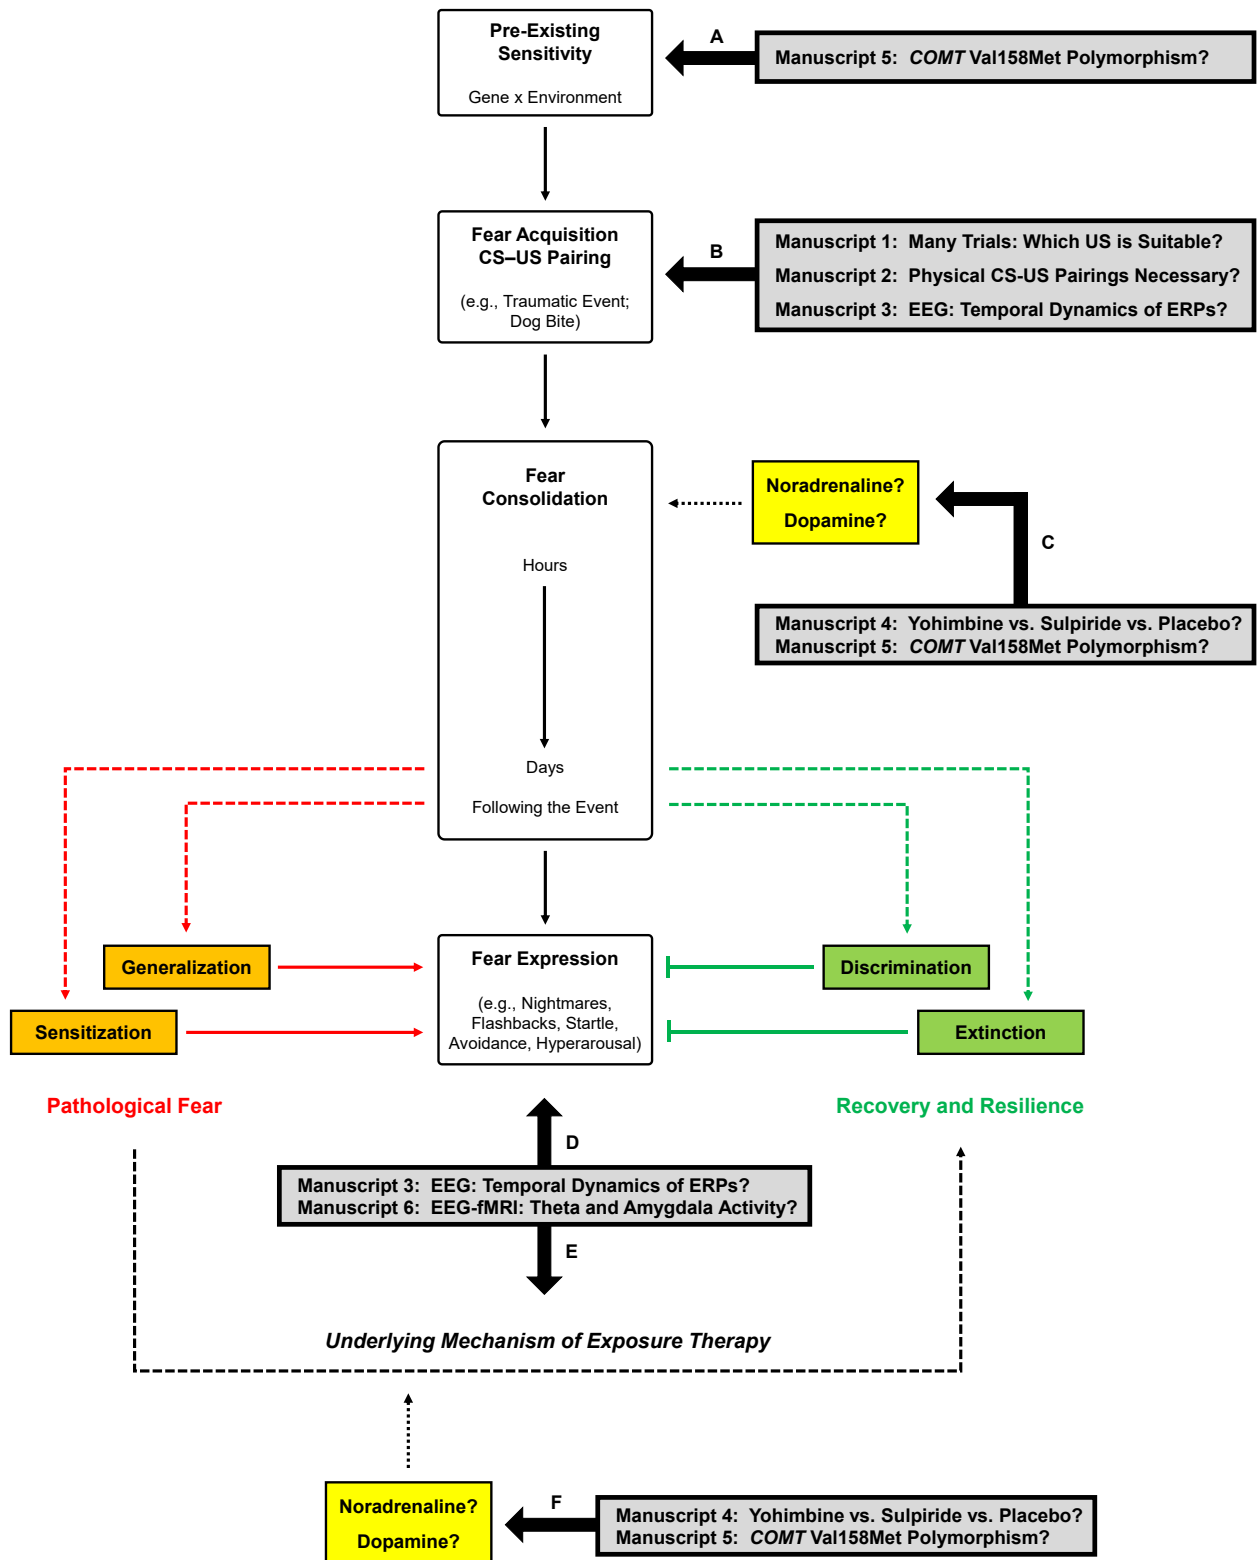 Pre-Existing
Sensitivity
Gene x Environment
A
Manuscript 5: COMT Val158Met Polymorphism?
Fear Acquisition
CS–US Pairing
(e.g., Traumatic Event;
Dog Bite)
B
Manuscript 1: Many Trials: Which US is Suitable?
Manuscript 2: Physical CS-US Pairings Necessary?
Manuscript 3: EEG: Temporal Dynamics of ERPs?
Fear
Consolidation
Hours
Days
Following the Event
Noradrenaline?
Dopamine?
C
Manuscript 4: Yohimbine vs. Sulpiride vs. Placebo?
Manuscript 5: COMT Val158Met Polymorphism?
Generalization
Sensitization
Fear Expression
(e.g., Nightmares,
Flashbacks, Startle,
Avoidance, Hyperarousal)
Discrimination
Extinction
Pathological Fear
Recovery and Resilience
D
Manuscript 3: EEG: Temporal Dynamics of ERPs?
Manuscript 6: EEG-fMRI: Theta and Amygdala Activity?
E
Underlying Mechanism of Exposure Therapy
Noradrenaline?
Dopamine?
F
Manuscript 4: Yohimbine vs. Sulpiride vs. Placebo?
Manuscript 5: COMT Val158Met Polymorphism?